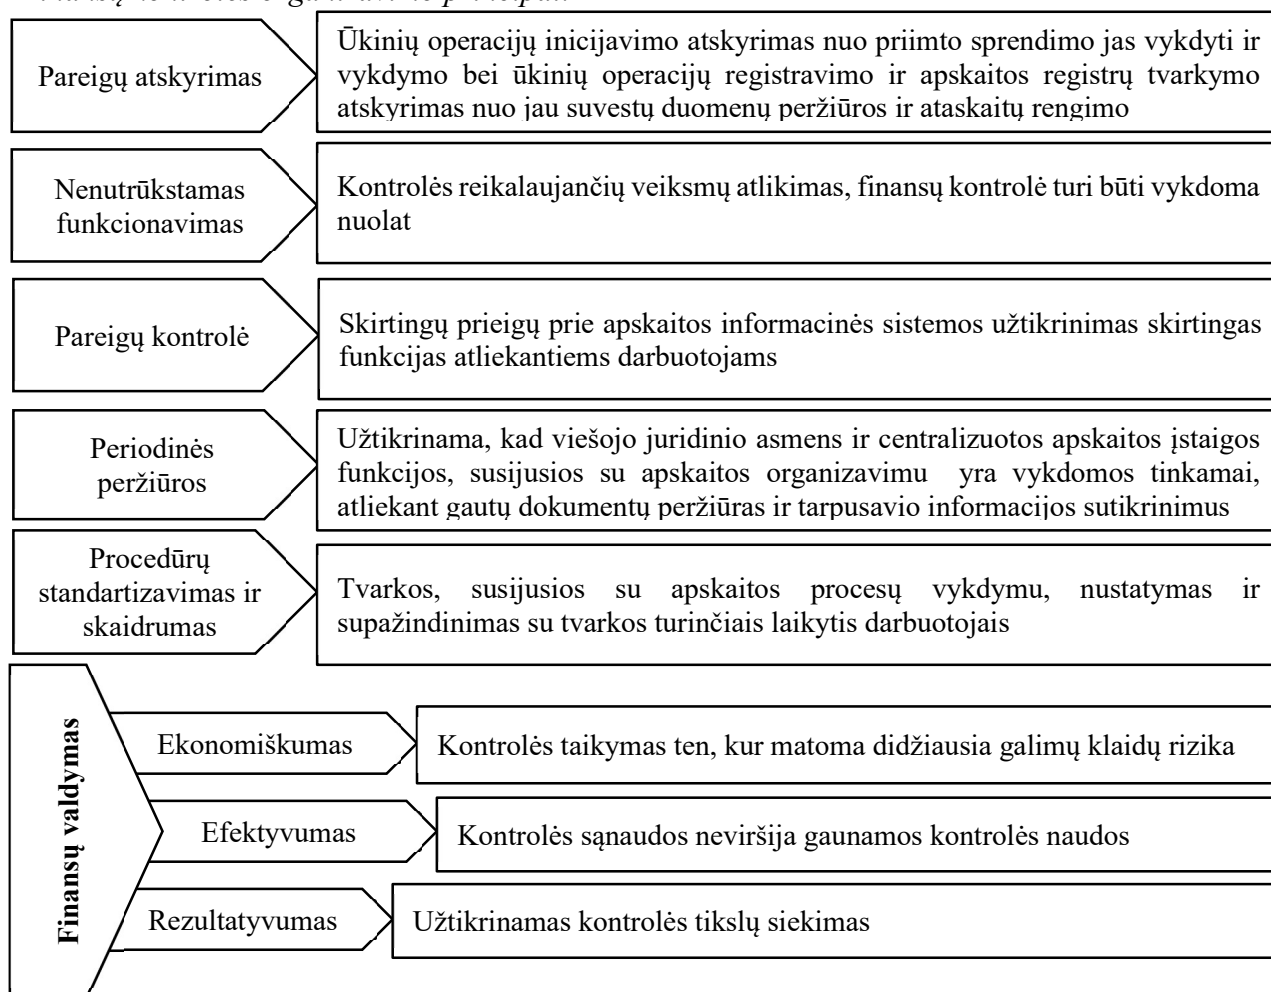 Pareigų atskyrimas
Ūkinių operacijų inicijavimo atskyrimas nuo priimto sprendimo jas vykdyti ir
vykdymo bei ūkinių operacijų registravimo ir apskaitos registrų tvarkymo
atskyrimas nuo jau suvestų duomenų peržiūros ir ataskaitų rengimo
Nenutrūkstamas
funkcionavimas
Kontrolės reikalaujančių veiksmų atlikimas, finansų kontrolė turi būti vykdoma
nuolat
Pareigų kontrolė
Skirtingų prieigų prie apskaitos informacinės sistemos užtikrinimas skirtingas
funkcijas atliekantiems darbuotojams
Periodinės
peržiūros
Užtikrinama, kad viešojo juridinio asmens ir centralizuotos apskaitos įstaigos
funkcijos, susijusios su apskaitos organizavimu yra vykdomos tinkamai,
atliekant gautų dokumentų peržiūras ir tarpusavio informacijos sutikrinimus
Procedūrų
standartizavimas ir
skaidrumas
Tvarkos, susijusios su apskaitos procesų vykdymu, nustatymas ir
supažindinimas su tvarkos turinčiais laikytis darbuotojais
Finansų valdymas
Ekonomiškumas
Kontrolės taikymas ten, kur matoma didžiausia galimų klaidų rizika
Efektyvumas
Kontrolės sąnaudos neviršija gaunamos kontrolės naudos
Rezultatyvumas
Užtikrinamas kontrolės tikslų siekimas